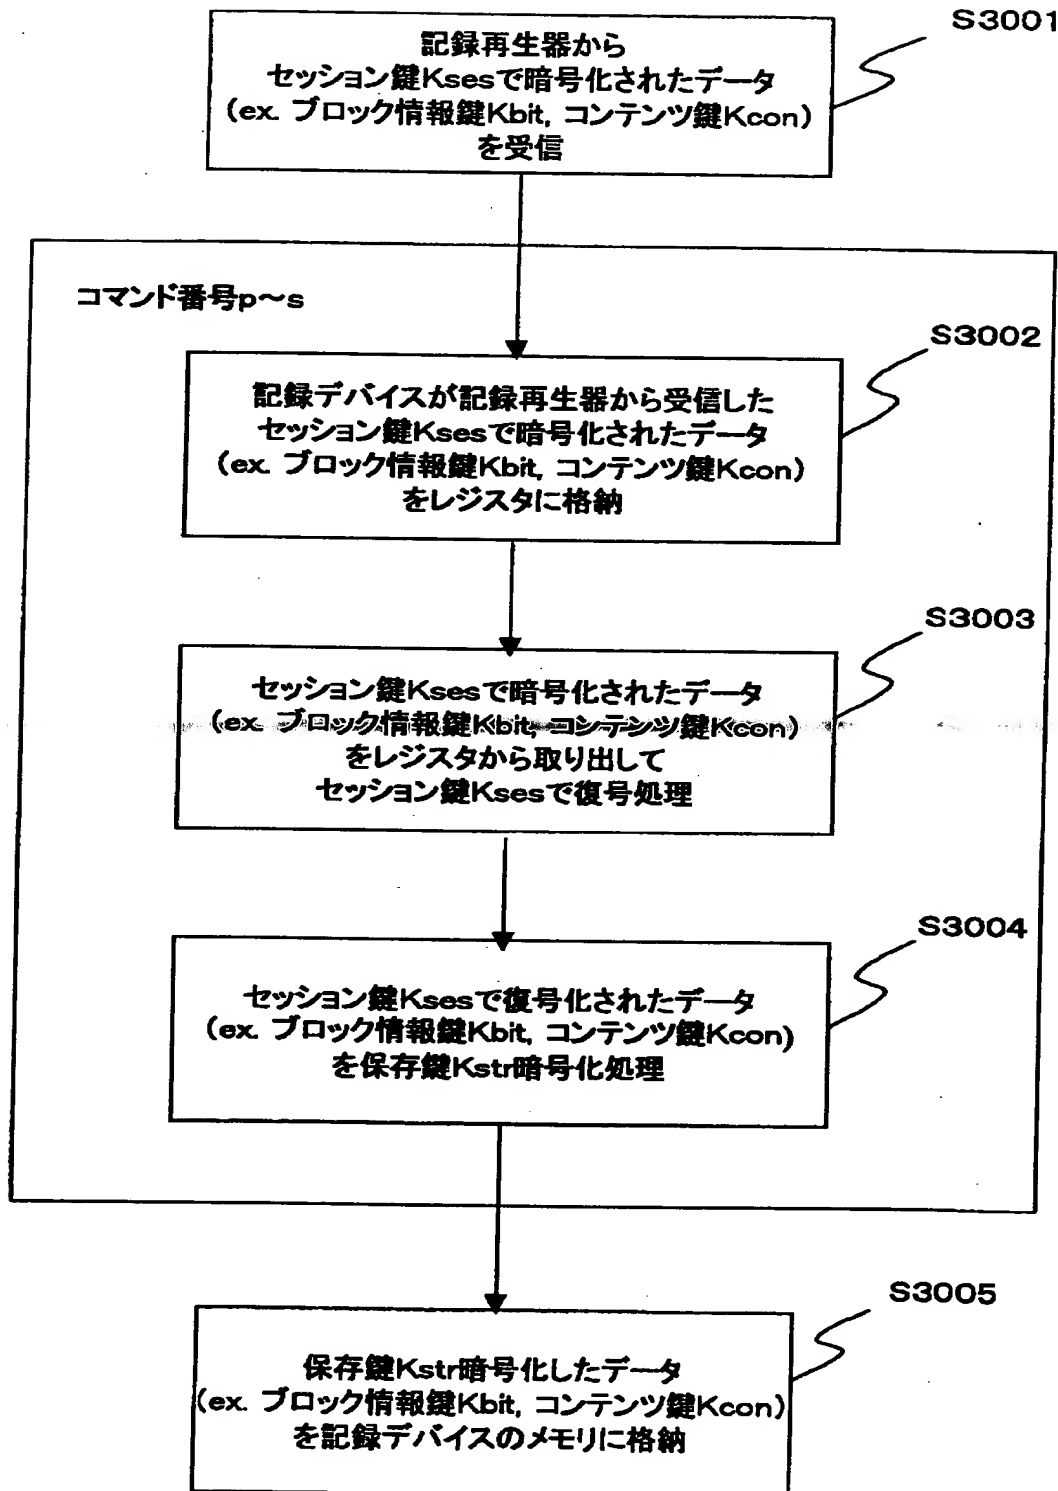 S3001
記録再生器から
セッション鍵Ksesで暗号化されたデータ
(ex. ブロック情報鍵Kbit, コンテンツ鍵Kcon)
を受信
コマンド番号p～s
S3002
記録デバイスが記録再生器から受信した
セッション鍵Ksesで暗号化されたデータ
(ex. ブロック情報鍵Kbit, コンテンツ鍵Kcon)
をレジスタに格納
S3003
セッション鍵Ksesで暗号化されたデータ
(ex. ブロック情報鍵Kbit, コンテンツ鍵Kcon)
をレジスタから取り出して
セッション鍵Ksesで復号処理
S3004
セッション鍵Ksesで復号化されたデータ
(ex. ブロック情報鍵Kbit, コンテンツ鍵Kcon)
を保存鍵Kstr暗号化処理
S3005
保存鍵Kstr暗号化したデータ
(ex. ブロック情報鍵Kbit, コンテンツ鍵Kcon)
を記録デバイスのメモリに格納